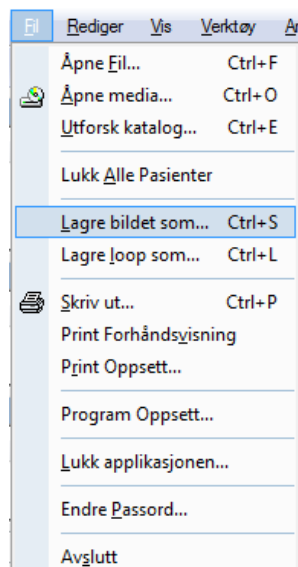 Fil Rediger Vis Verktøy
Åpne Fil... Ctrl+F
Åpne media... Ctrl+O
Utforsk katalog... Ctrl+E
Lukk Alle Pasienter
Lagre bildet som... Ctrl+S
Lagre loop som... Ctrl+L
Skriv ut... Ctrl+P
Print Forhåndsvisning
Print Oppsett...
Program Oppsett...
Lukk applikasjonen...
Endre Passord...
Avslutt